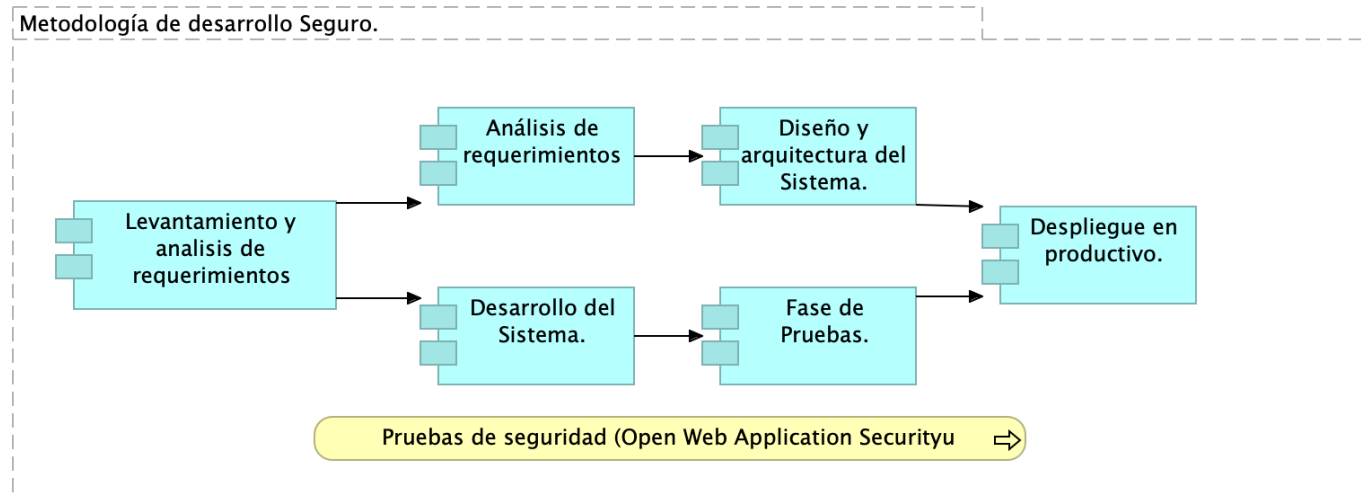 Metodología de desarrollo Seguro.
Análisis de
requerimientos
Diseño y
arquitectura del
Sistema.
Levantamiento y
analisis de
requerimientos
Despliegue en
productivo.
Desarrollo del
Sistema.
Fase de
Pruebas.
Pruebas de seguridad (Open Web Application Securityu